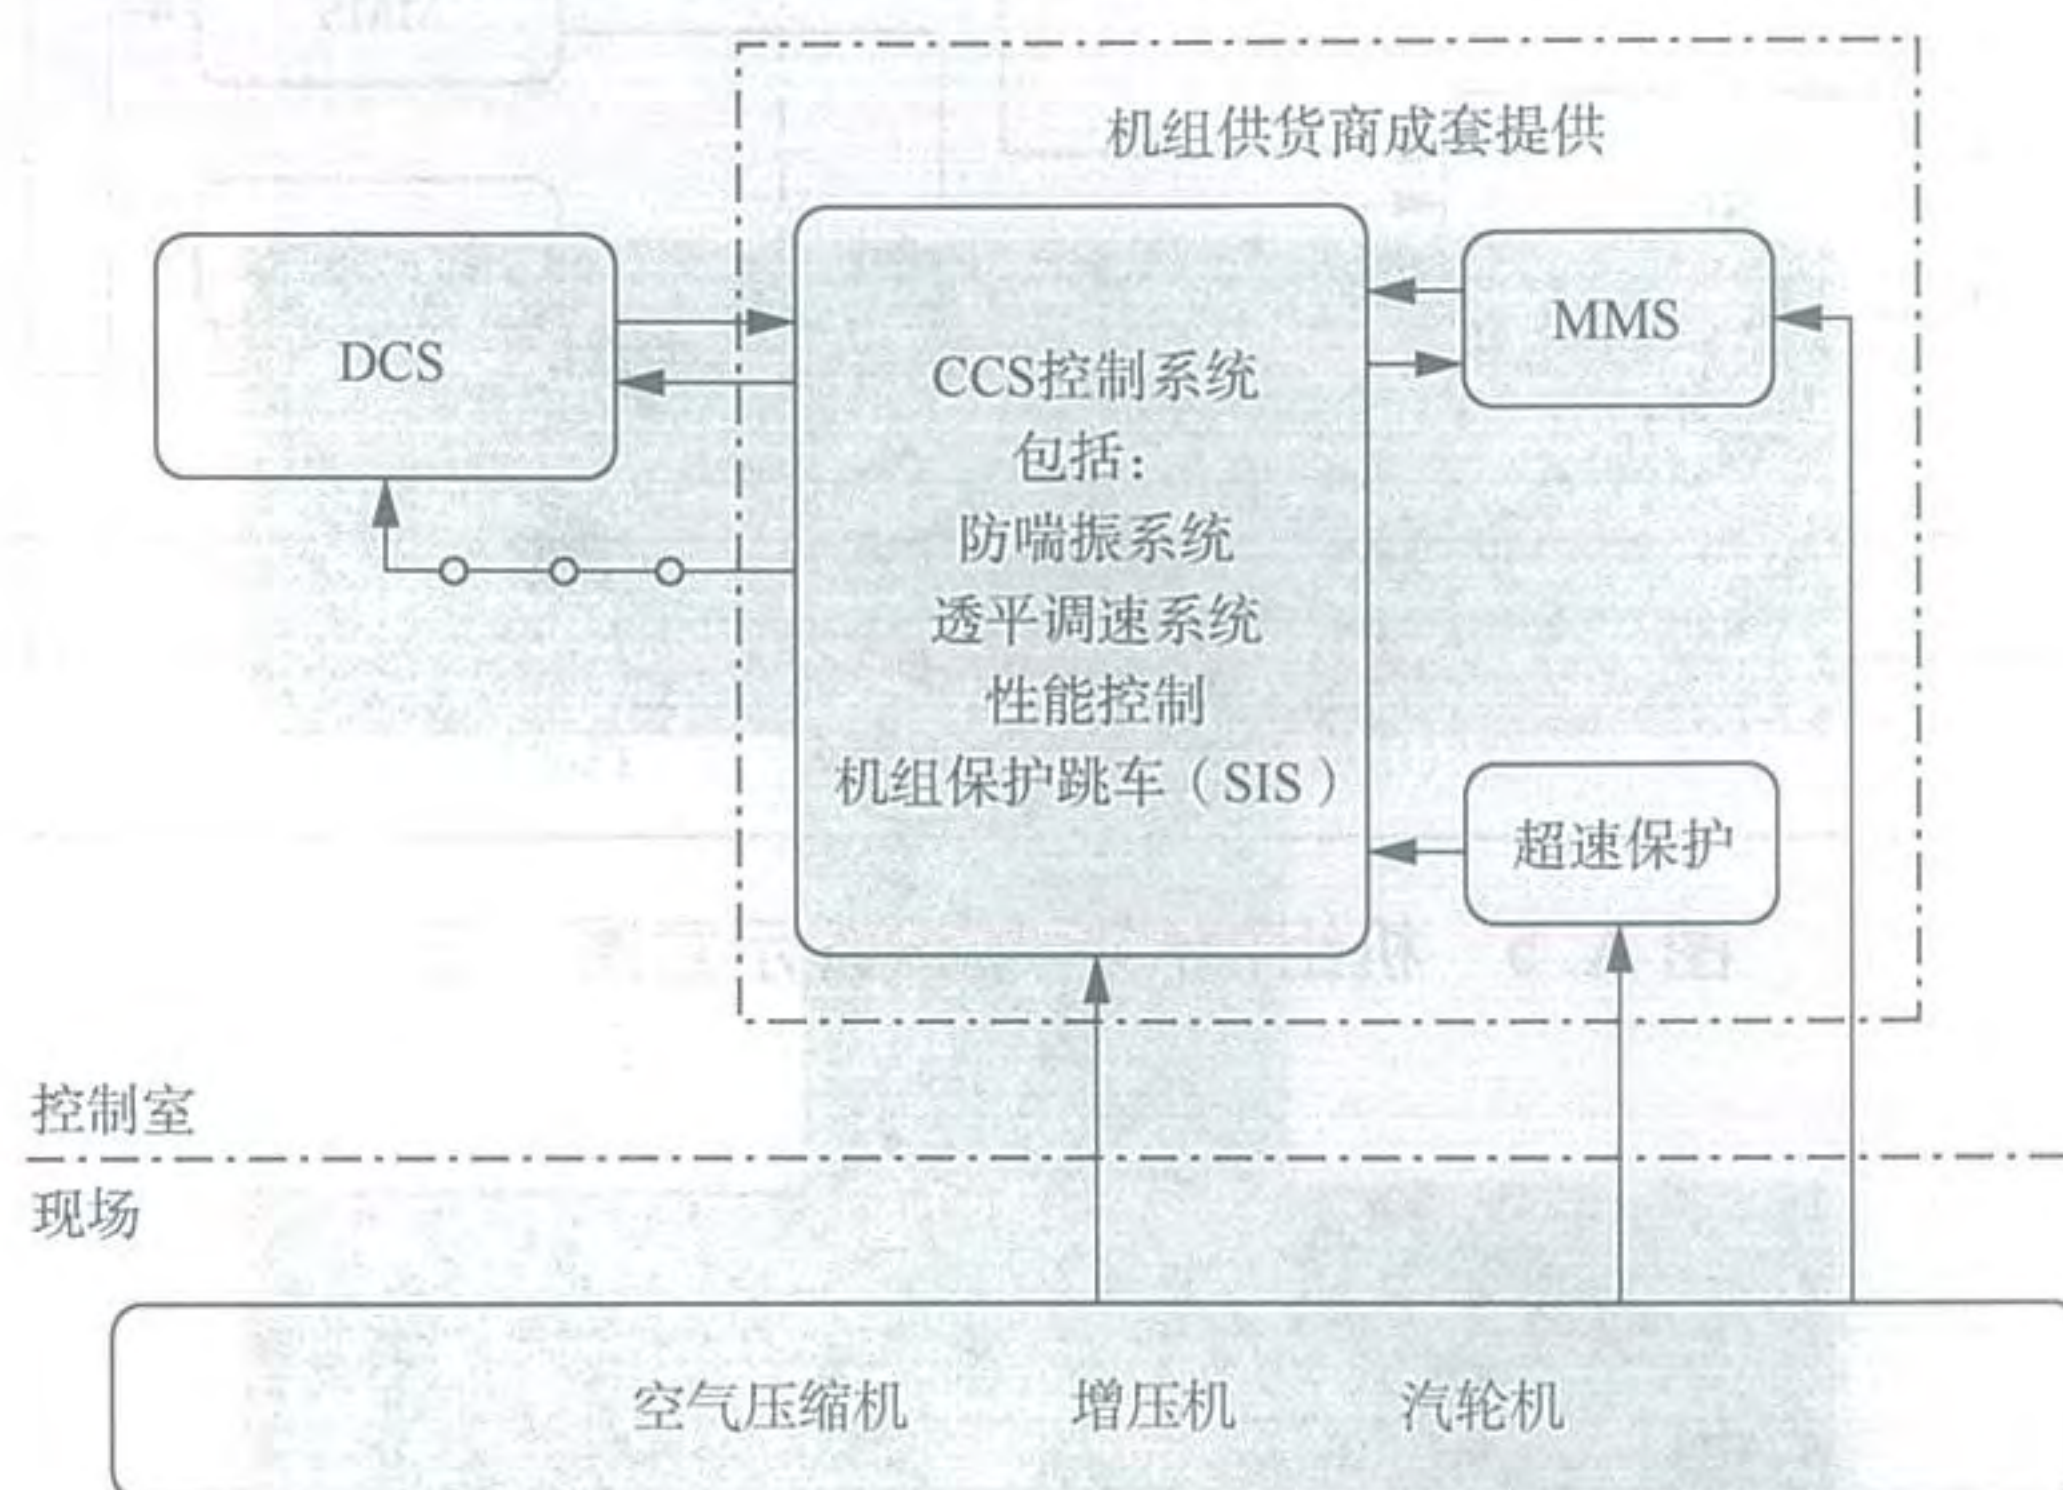 机组供货商成套提供
DCS
CCS控制系统
包括:
防喘振系统
透平调速系统
性能控制
机组保护跳车(SIS)
MMS
超速保护
控制室
现场
空气压缩机 增压机 汽轮机